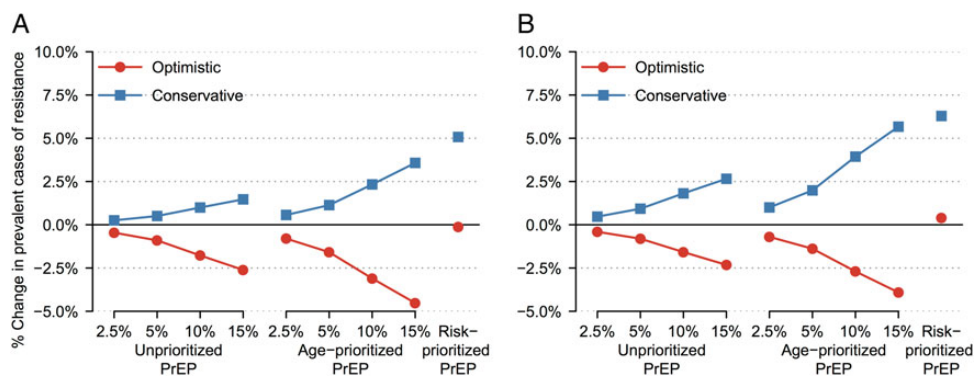 A
% Change in prevalent cases of resistance
10.0%
7.5%
5.0%
2.5%
0.0%
−2.5%
−5.0%
Optimistic
Conservative
2.5% 5% 10% 15% 2.5% 5% 10% 15% Risk−
Unprioritized Age−prioritized prioritized
PrEP PrEP PrEP
B
10.0%
7.5%
5.0%
2.5%
0.0%
−2.5%
−5.0%
Optimistic
Conservative
2.5% 5% 10% 15% 2.5% 5% 10% 15% Risk−
Unprioritized Age−prioritized prioritized
PrEP PrEP PrEP